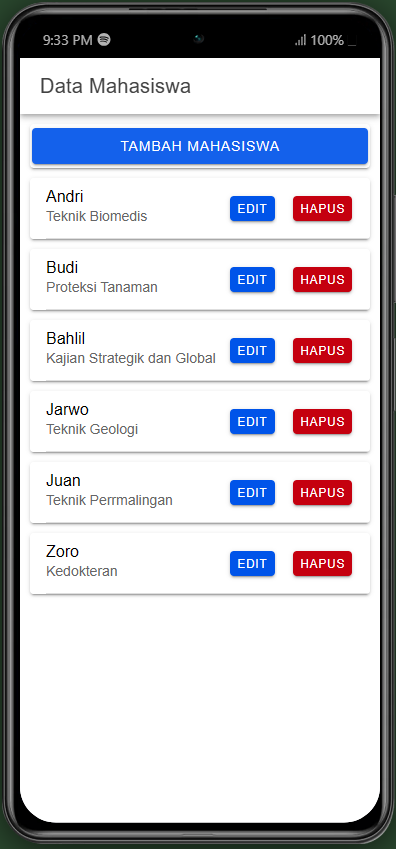 9:33 PM
100%
Data Mahasiswa
TAMBAH MAHASISWA
Andri
Teknik Biomedis
EDIT
HAPUS
Budi
Proteksi Tanaman
EDIT
HAPUS
Bahlil
Kajian Strategik dan Global
EDIT
HAPUS
Jarwo
Teknik Geologi
EDIT
HAPUS
Juan
Teknik Perrmalingan
EDIT
HAPUS
Zoro
Kedokteran
EDIT
HAPUS